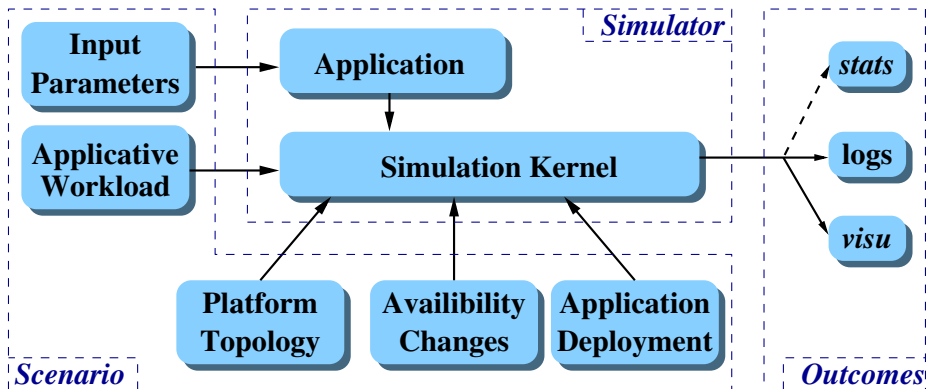 Simulator
Input
Parameters
Application
stats
Applicative
Workload
Simulation Kernel
logs
visu
Platform
Topology
Availibility
Changes
Application
Deployment
Scenario
Outcomes